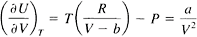 (∂U/∂V)_T = T(R/(V − b)) − P = a/V²